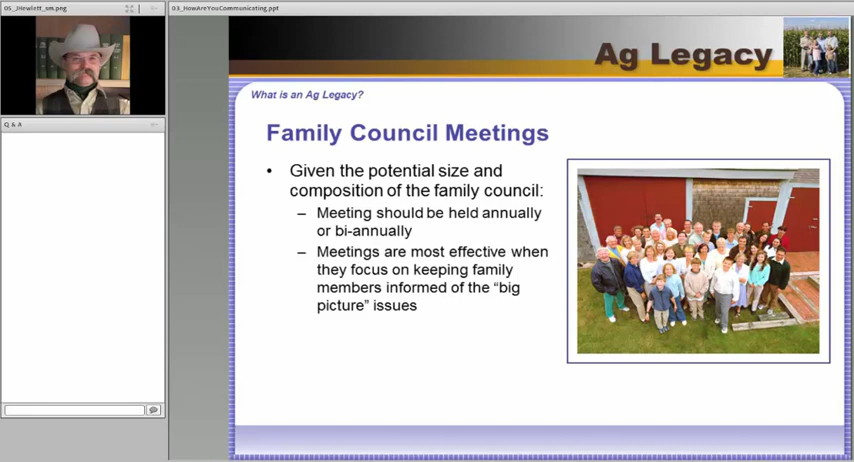 05_JHewlett_sm.png
03_HowAreYouCommunicating.ppt
Q & A
Ag Legacy
What is an Ag Legacy?
Family Council Meetings
• Given the potential size and
composition of the family council:
– Meeting should be held annually
or bi-annually
– Meetings are most effective when
they focus on keeping family
members informed of the “big
picture” issues